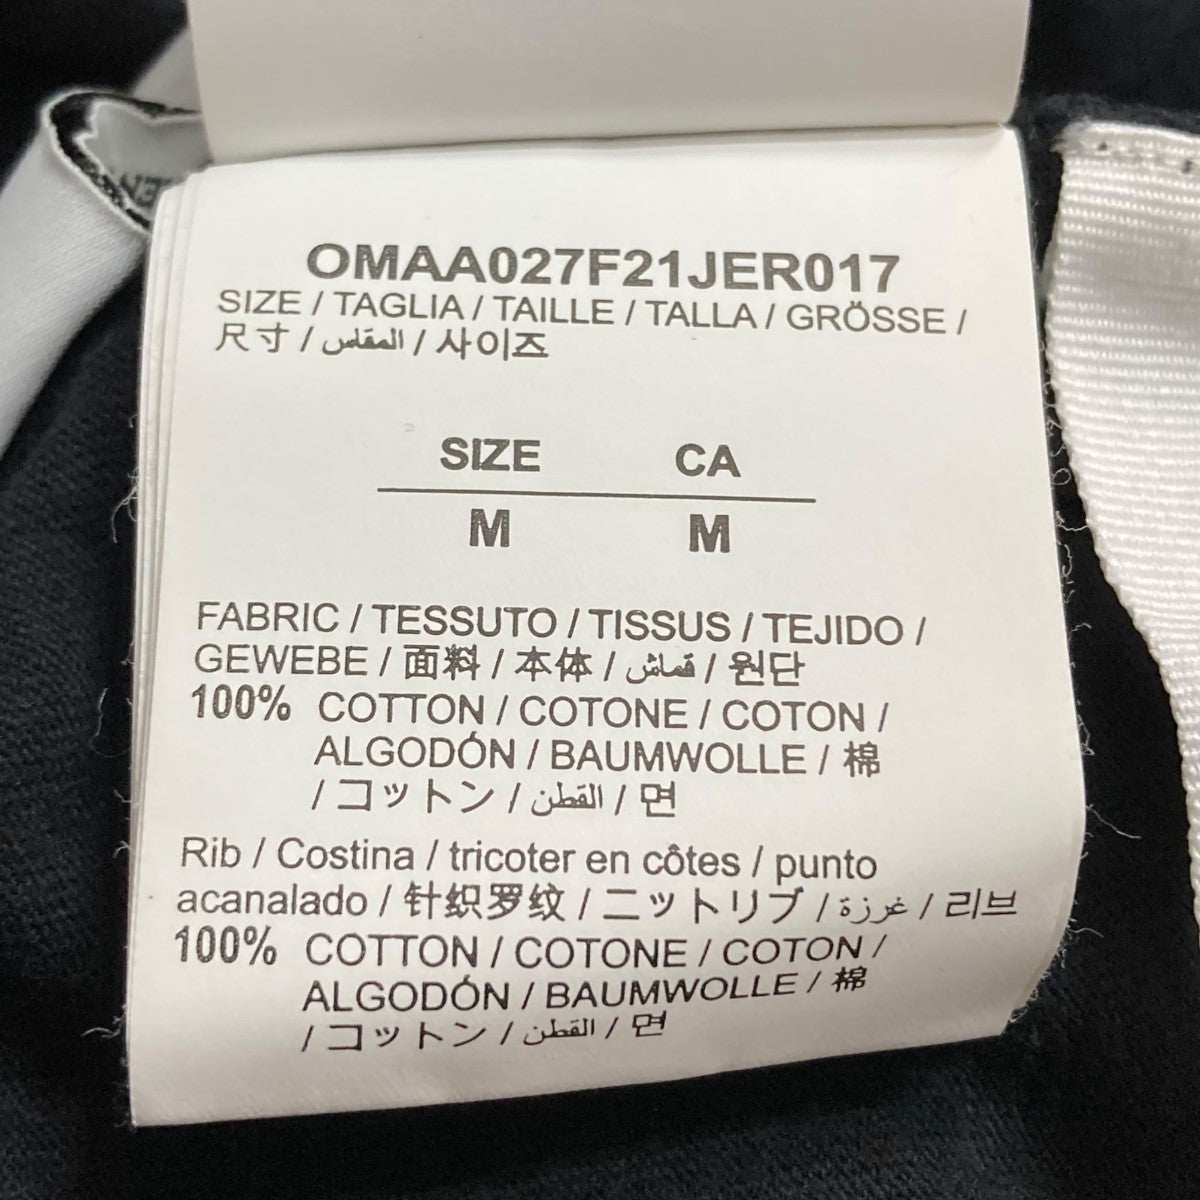 OMAA027F21JER017
SIZE / TAGLIA / TAILLE / TALLA / GRÖSSE /
尺寸 / المقاس / 사이즈
SIZE CA
M M
FABRIC / TESSUTO / TISSUS / TEJIDO /
GEWEBE / 面料 / 本体 / قماش / 원단
100% COTTON / COTONE / COTON /
ALGODÓN / BAUMWOLLE / 棉
/ コットン / القطن / 면
Rib / Costina / tricoter en côtes / punto
acanalado / 针织罗纹 / ニットリブ / غرزة / 리브
100% COTTON / COTONE / COTON /
ALGODÓN / BAUMWOLLE / 棉
/ コットン / القطن / 면